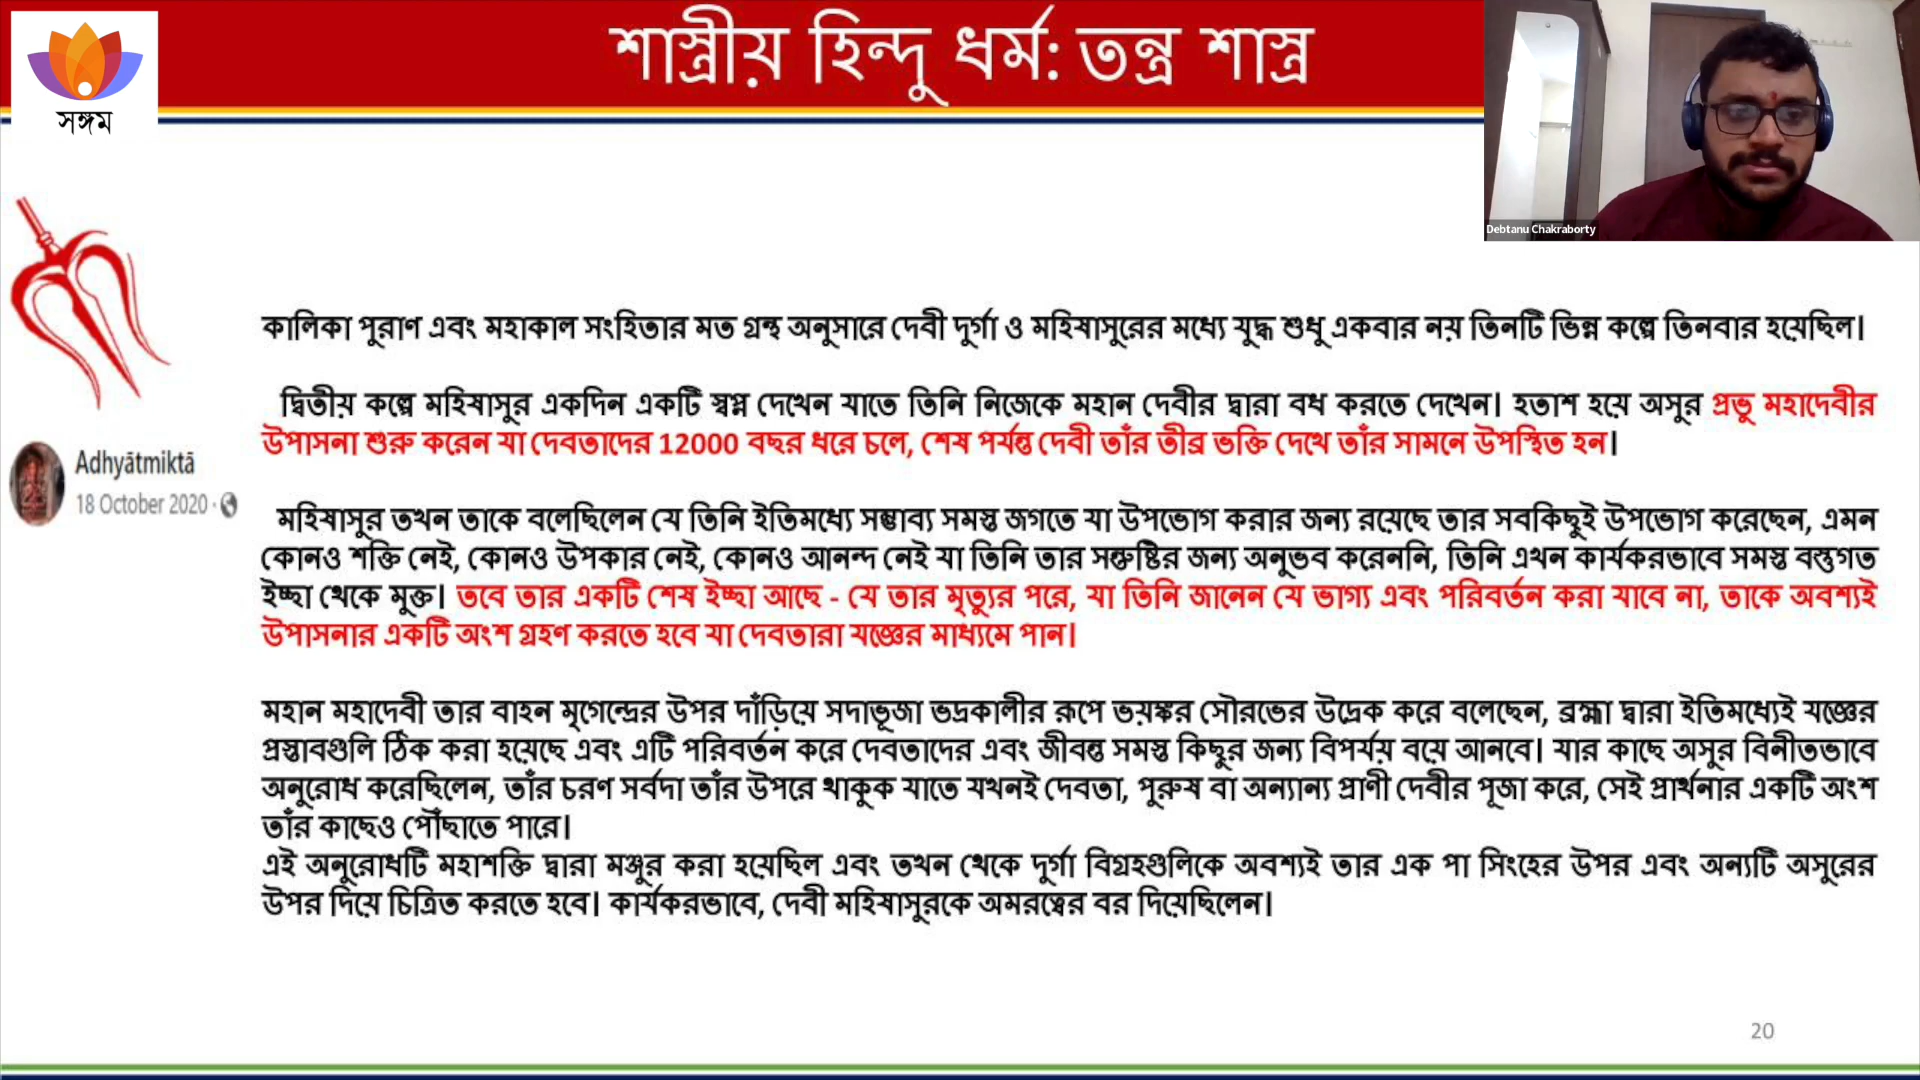 শাস্ত্রীয় হিন্দু ধর্ম: তন্ত্র শাস্ত্র
সঙ্গম
Debtanu Chakraborty
কালিকা পুরাণ এবং মহাকাল সংহিতার মত গ্রন্থ অনুসারে দেবী দুর্গা ও মহিষাসুরের মধ্যে যুদ্ধ শুধু একবার নয় তিনটি ভিন্ন কল্পে তিনবার হয়েছিল।
দ্বিতীয় কল্পে মহিষাসুর একদিন একটি স্বপ্ন দেখেন যাতে তিনি নিজেকে মহান দেবীর দ্বারা বধ করতে দেখেন। হতাশ হয়ে অসুর প্রভু মহাদেবীর
উপাসনা শুরু করেন যা দেবতাদের 12000 বছর ধরে চলে, শেষ পর্যন্ত দেবী তাঁর তীব্র ভক্তি দেখে তাঁর সামনে উপস্থিত হন।
Adhyātmiktā
18 October 2020 ·
মহিষাসুর তখন তাকে বলেছিলেন যে তিনি ইতিমধ্যে সম্ভাব্য সমস্ত জগতে যা উপভোগ করার জন্য রয়েছে তার সবকিছুই উপভোগ করেছেন, এমন
কোনও শক্তি নেই, কোনও উপকার নেই, কোনও আনন্দ নেই যা তিনি তার সন্তুষ্টির জন্য অনুভব করেননি, তিনি এখন কার্যকরভাবে সমস্ত বস্তুগত
ইচ্ছা থেকে মুক্ত। তবে তার একটি শেষ ইচ্ছা আছে - যে তার মৃত্যুর পরে, যা তিনি জানেন যে ভাগ্য এবং পরিবর্তন করা যাবে না, তাকে অবশ্যই
উপাসনার একটি অংশ গ্রহণ করতে হবে যা দেবতারা যজ্ঞের মাধ্যমে পান।
মহান মহাদেবী তার বাহন মৃগেন্দ্রের উপর দাঁড়িয়ে সদাভূজা ভদ্রকালীর রূপে ভয়ঙ্কর সৌরভের উদ্রেক করে বলেছেন, ব্রহ্মা দ্বারা ইতিমধ্যেই যজ্ঞের
প্রস্তাবগুলি ঠিক করা হয়েছে এবং এটি পরিবর্তন করে দেবতাদের এবং জীবন্ত সমস্ত কিছুর জন্য বিপর্যয় বয়ে আনবে। যার কাছে অসুর বিনীতভাবে
অনুরোধ করেছিলেন, তাঁর চরণ সর্বদা তাঁর উপরে থাকুক যাতে যখনই দেবতা, পুরুষ বা অন্যান্য প্রাণী দেবীর পূজা করে, সেই প্রার্থনার একটি অংশ
তাঁর কাছেও পৌঁছাতে পারে।
এই অনুরোধটি মহাশক্তি দ্বারা মঞ্জুর করা হয়েছিল এবং তখন থেকে দুর্গা বিগ্রহগুলিকে অবশ্যই তার এক পা সিংহের উপর এবং অন্যটি অসুরের
উপর দিয়ে চিত্রিত করতে হবে। কার্যকরভাবে, দেবী মহিষাসুরকে অমরত্বের বর দিয়েছিলেন।
20